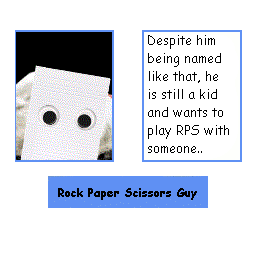 Despite him
being named
like that, he
is still a kid
and wants to
play RPS with
someone..
Rock Paper Scissors Guy